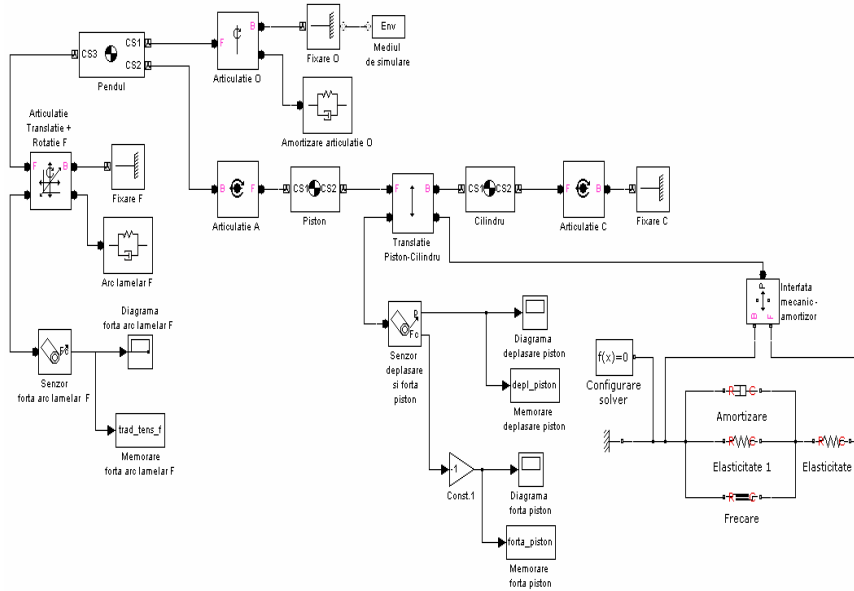 CS3
CS1
CS2
Pendul
F
B
Articulatie O
Fixare O
Env
Mediul
de simulare
Amortizare articulatie O
Articulatie
Translatie +
Rotatie F
F
B
Fixare F
Arc lamelar F
B
F
Articulatie A
CS1
CS2
Piston
F
B
Translatie
Piston-Cilindru
CS1
CS2
Cilindru
F
B
Articulatie C
Fixare C
Diagrama
forta arc lamelar F
Fc
Senzor
forta arc lamelar F
trad_tens_f
Memorare
forta arc lamelar F
p
Fc
Senzor
deplasare
si forta
piston
Diagrama
deplasare piston
depl_piston
Memorare
deplasare piston
-1
Const.1
Diagrama
forta piston
forta_piston
Memorare
forta piston
P
B
F
Interfata
mecanic-
amortizor
f(x)=0
Configurare
solver
R
C
Amortizare
R
C
Elasticitate 1
R
C
Elasticitate
R
C
Frecare